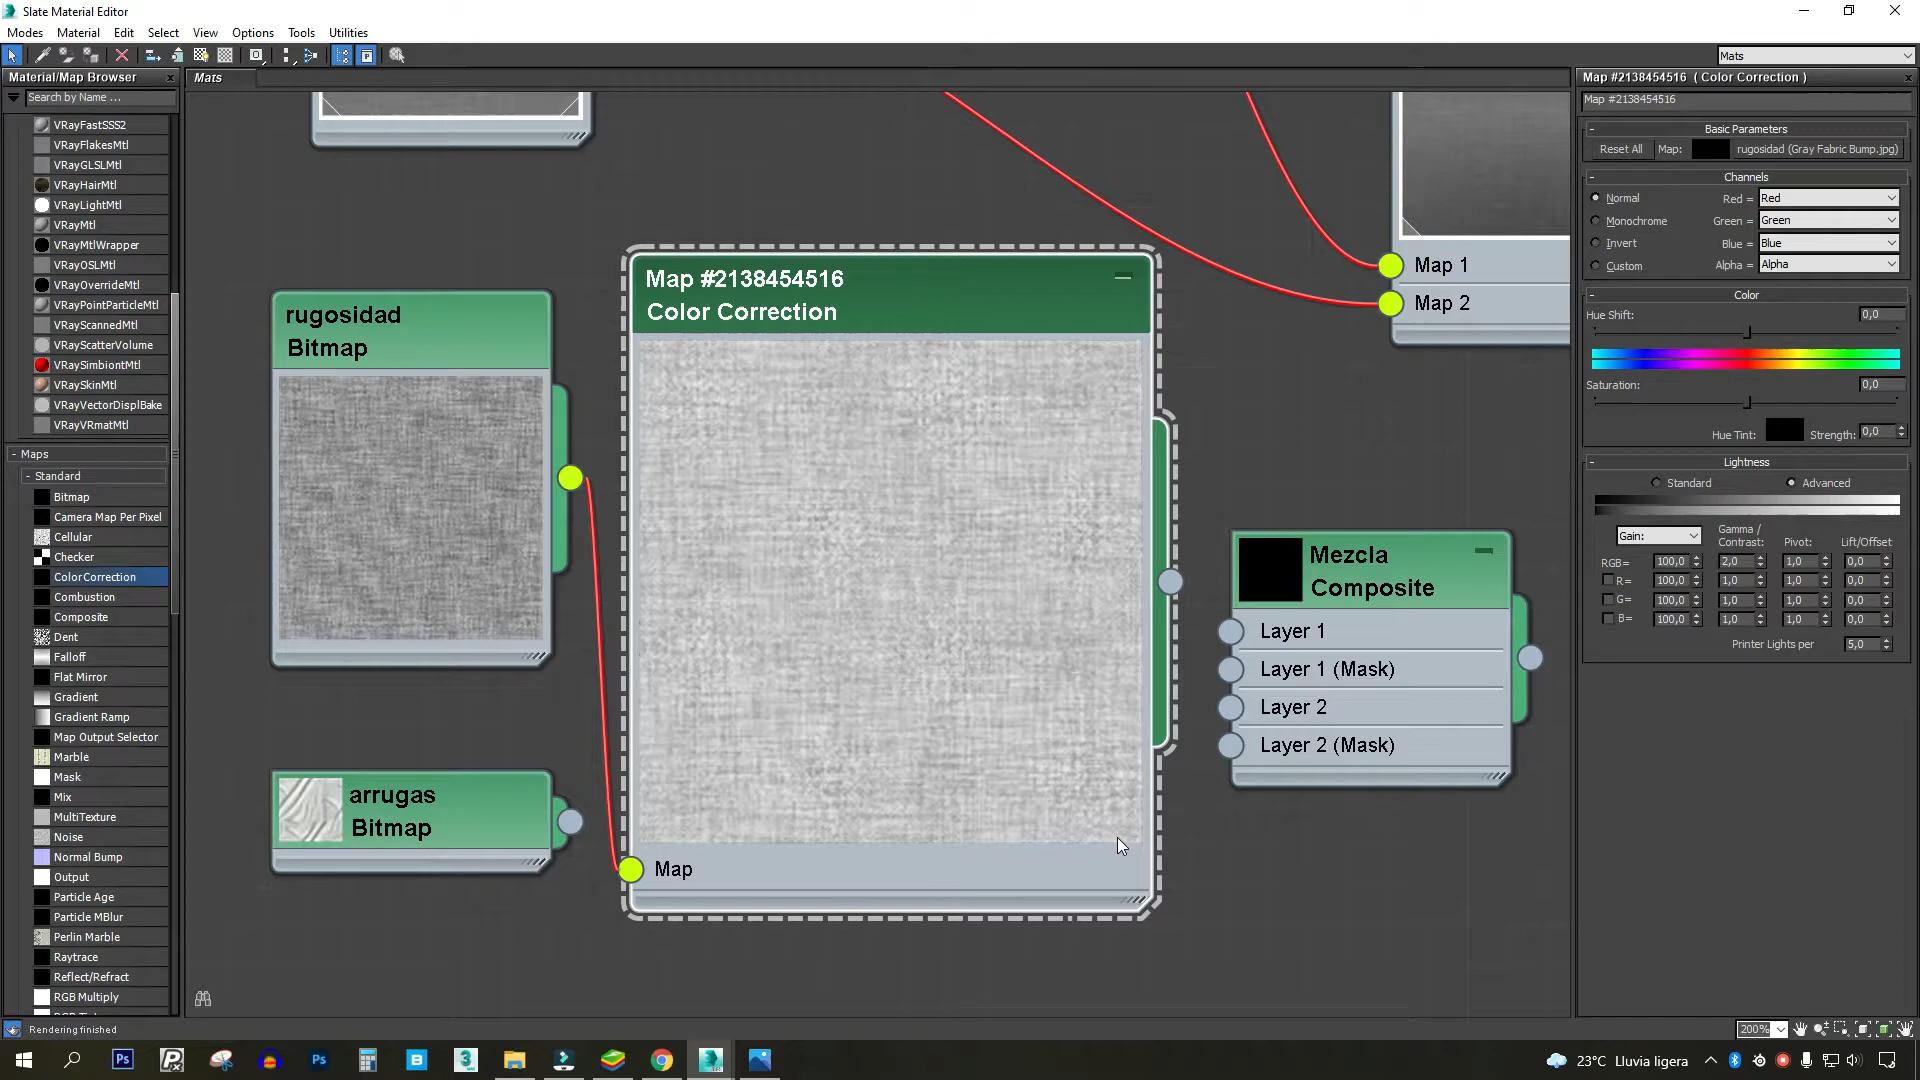 Slate Material Editor
Modes Material Edit Select View Options Tools Utilities
Mats
Material/Map Browser
Search by Name ...
VRayFastSSS2
VRayFlakesMtl
VRayGLSLMtl
VRayHairMtl
VRayLightMtl
VRayMtl
VRayMtlWrapper
VRayOSLMtl
VRayOverrideMtl
VRayPointParticleMtl
VRayScannedMtl
VRayScatterVolume
VRaySimbiontMtl
VRaySkinMtl
VRayVectorDisplBake
VRayVRmatMtl
- Maps
- Standard
Bitmap
Camera Map Per Pixel
Cellular
Checker
Color Correction
Combustion
Composite
Dent
Falloff
Flat Mirror
Gradient
Gradient Ramp
Map Output Selector
Marble
Mask
Mix
MultiTexture
Noise
Normal Bump
Output
Particle Age
Particle MBlur
Perlin Marble
Raytrace
Reflect/Refract
RGB Multiply
Mats
rugosidad
Bitmap
arrugas
Bitmap
Map #2138454516
Color Correction
Map
Map 1
Map 2
Mezcla
Composite
Layer 1
Layer 1 (Mask)
Layer 2
Layer 2 (Mask)
Map #2138454516 ( Color Correction )
Map #2138454516
- Basic Parameters
Reset All Map: rugosidad (Gray Fabric Bump.jpg)
- Channels
Normal Red = Red
Monochrome Green = Green
Invert Blue = Blue
Custom Alpha = Alpha
- Color
Hue Shift: 0,0
Saturation: 0,0
Hue Tint: Strength: 0,0
- Lightness
Standard Advanced
Gain: Gamma / Contrast: Pivot: Lift/Offset
RGB= 100,0 2,0 1,0 0,0
R= 100,0 1,0 1,0 0,0
G= 100,0 1,0 1,0 0,0
B= 100,0 1,0 1,0 0,0
Printer Lights per 5,0
Rendering finished
200%
23°C Lluvia ligera